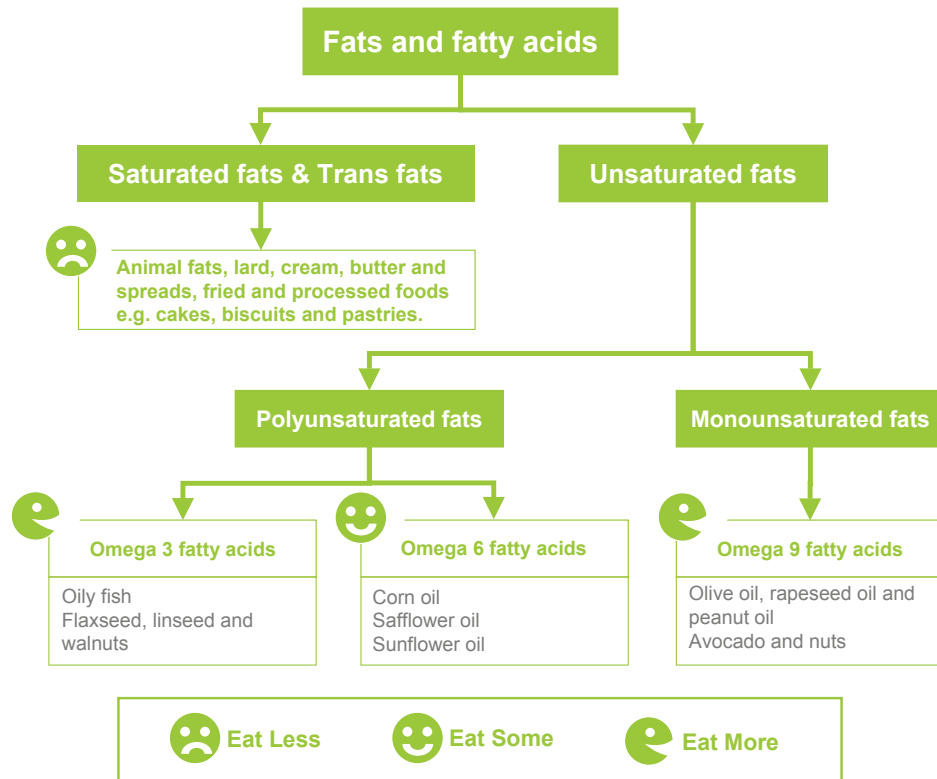 Fats and fatty acids
Saturated fats & Trans fats
Unsaturated fats
Animal fats, lard, cream, butter and
spreads, fried and processed foods
e.g. cakes, biscuits and pastries.
Polyunsaturated fats
Monounsaturated fats
Omega 3 fatty acids
Oily fish
Flaxseed, linseed and
walnuts
Omega 6 fatty acids
Corn oil
Safflower oil
Sunflower oil
Omega 9 fatty acids
Olive oil, rapeseed oil and
peanut oil
Avocado and nuts
Eat Less
Eat Some
Eat More